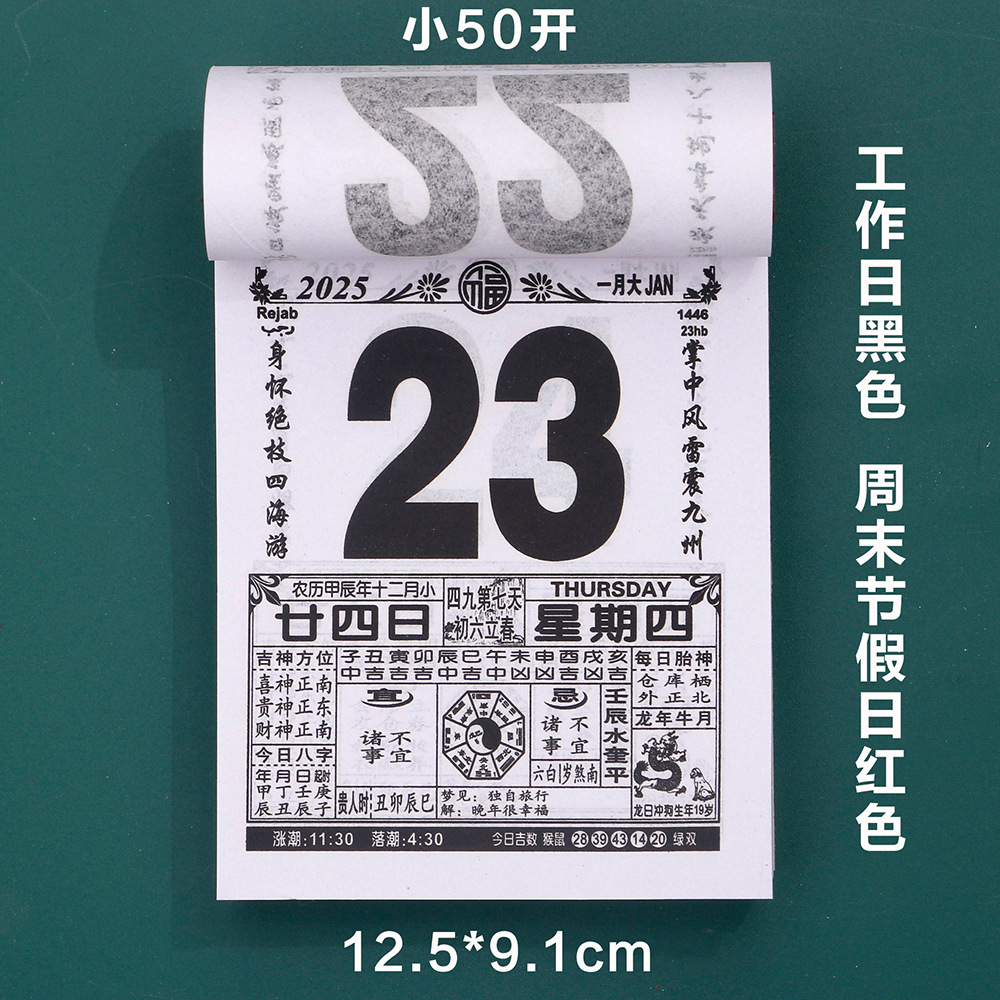 小50开
22
2025
一月大 JAN
福
Rejab
1446
23hb
23
身怀绝枝四海游
掌中风雷震九州
农历甲辰年十二月小
廿四日
四九第七天
初六立春
THURSDAY
星期四
吉神方位
喜神正南
贵神正东
财神正南
子丑寅卯辰巳午未申酉戌亥
中吉吉吉中吉中凶凶吉凶吉
每日胎神
仓库栖
外正北
龙年牛月
宜
诸事不宜
忌
诸事不宜
壬辰水奎平
六白 岁煞南
今日八字
年月日起时
甲丁壬庚
辰丑辰子
贵人时:丑卯辰巳
梦见:独自旅行
解:晚年很幸福
龙日冲狗生年19岁
涨潮:11:30 落潮:4:30
今日吉数 猴鼠 28 39 43 14 20 绿双
工作日黑色 周末节假日红色
12.5*9.1cm